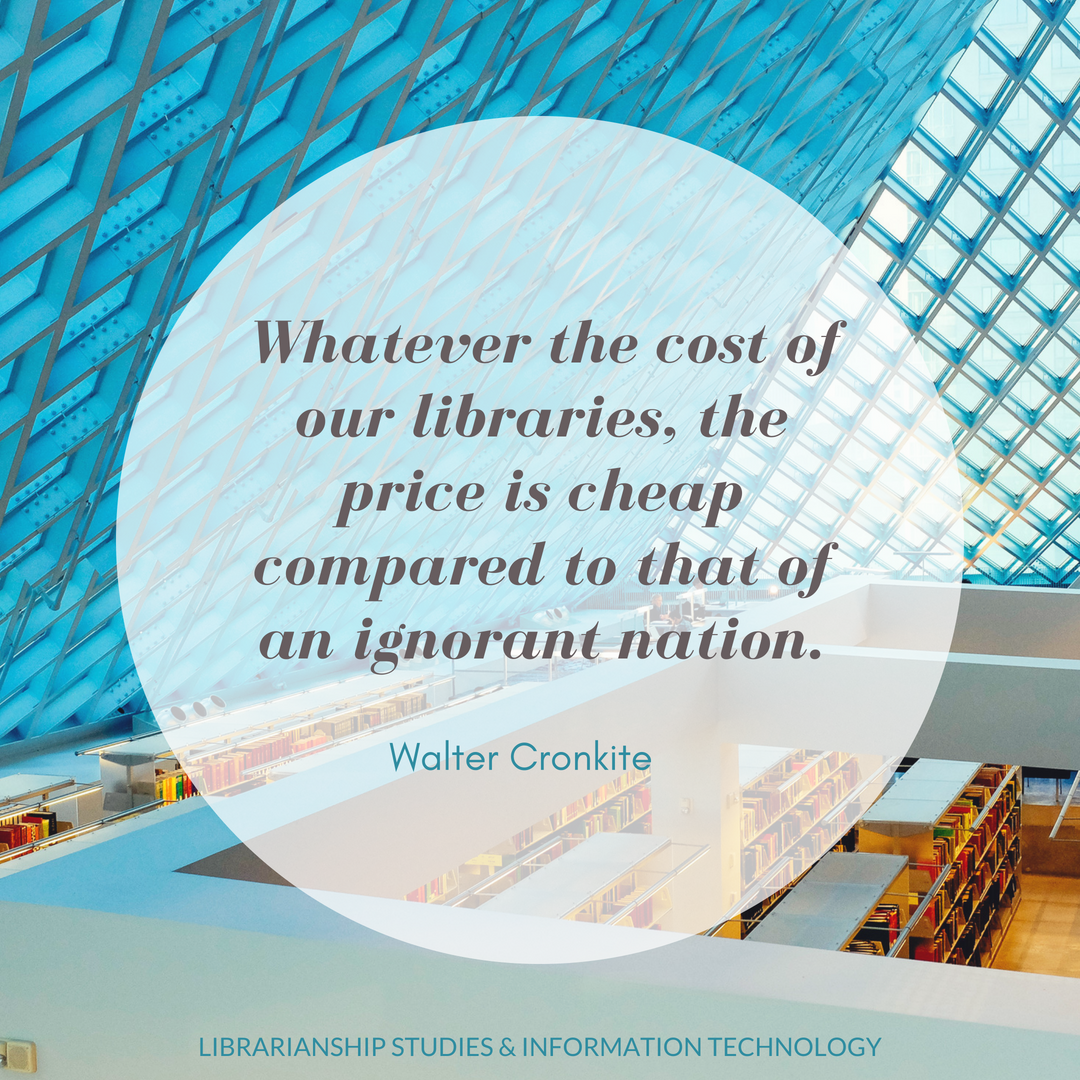 Whatever the cost of
our libraries, the
price is cheap
compared to that of
an ignorant nation.
Walter Cronkite
LIBRARIANSHIP STUDIES & INFORMATION TECHNOLOGY